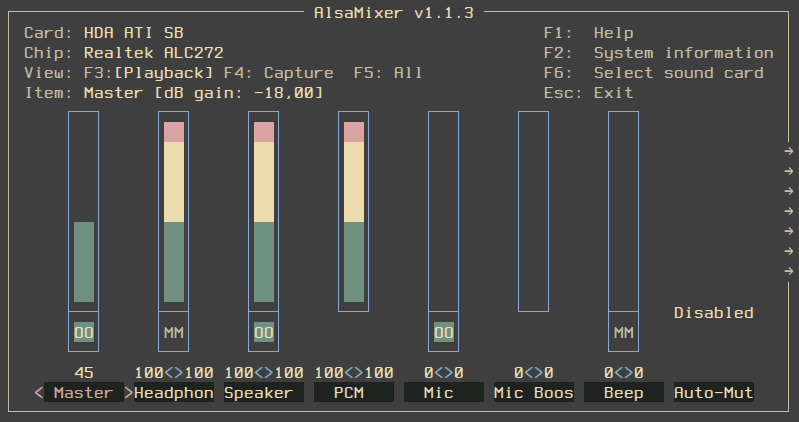 AlsaMixer v1.1.3
Card: HDA ATI SB F1: Help
Chip: Realtek ALC272 F2: System information
View: F3:[Playback] F4: Capture F5: All F6: Select sound card
Item: Master [dB gain: -18,00] Esc: Exit
→
→
→
→
→
→
→
Disabled
OO MM OO OO MM
45 100<>100 100<>100 100<>100 0<>0 0<>0 0<>0
< Master >Headphon Speaker PCM Mic Mic Boos Beep Auto-Mut